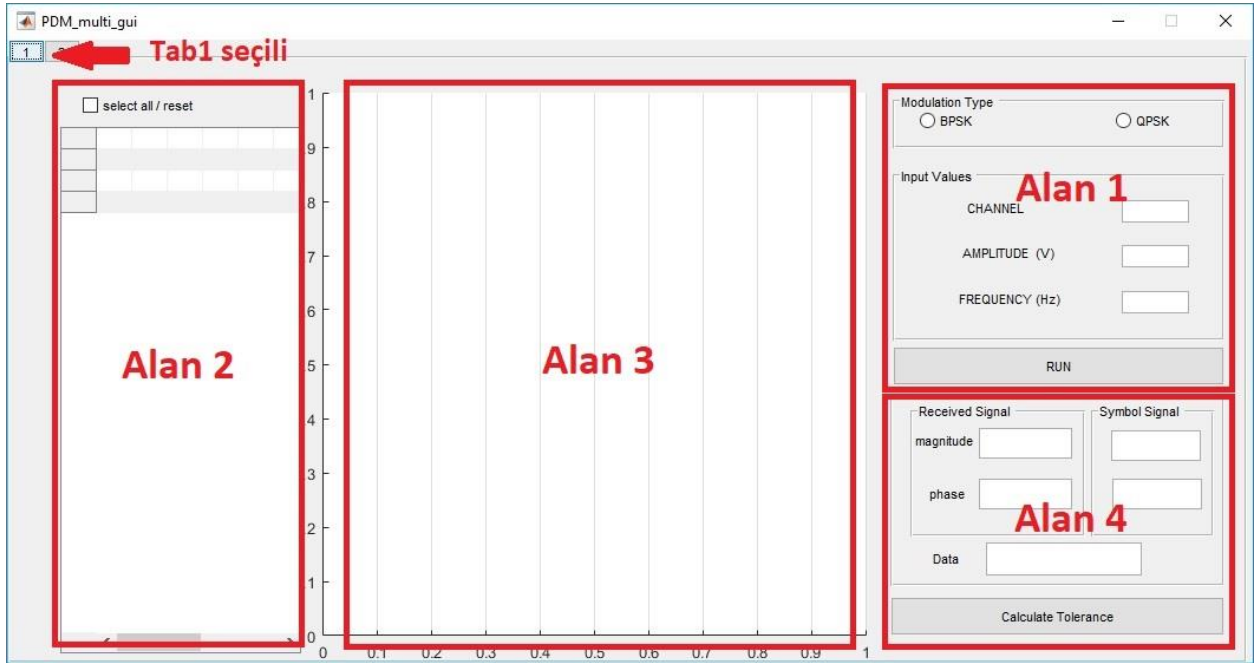 PDM_multi_gui
1
Tab1 seçili
select all / reset
Alan 2
1
9
8
7
6
5
4
3
2
1
0
Alan 3
0 0.1 0.2 0.3 0.4 0.5 0.6 0.7 0.8 0.9 1
Modulation Type
BPSK QPSK
Input Values
Alan 1
CHANNEL
AMPLITUDE (V)
FREQUENCY (Hz)
RUN
Received Signal Symbol Signal
magnitude
phase
Alan 4
Data
Calculate Tolerance